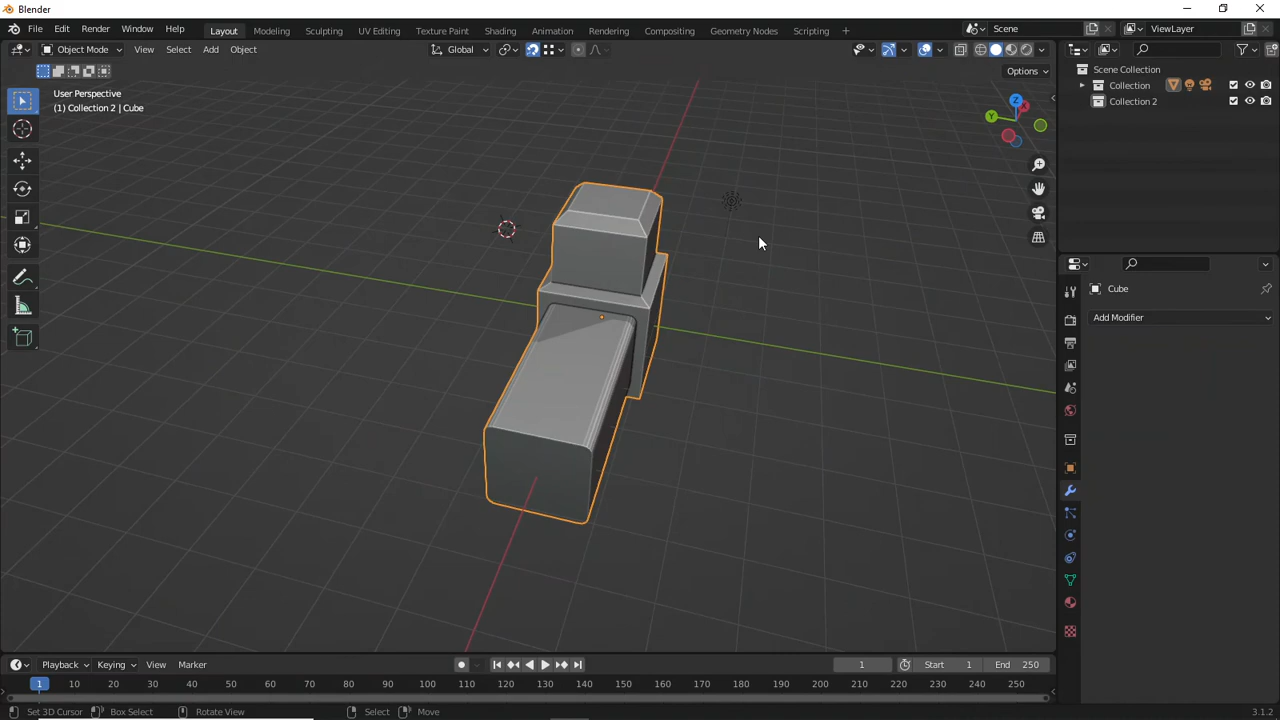 Blender
File Edit Render Window Help Layout Modeling Sculpting UV Editing Texture Paint Shading Animation Rendering Compositing Geometry Nodes Scripting + Scene ViewLayer
Object Mode View Select Add Object Global
Options
User Perspective
(1) Collection 2 | Cube
Z
X
Y
Scene Collection
Collection
Collection 2
Cube
Add Modifier
Playback Keying View Marker 1 Start 1 End 250
1 10 20 30 40 50 60 70 80 90 100 110 120 130 140 150 160 170 180 190 200 210 220 230 240 250
Set 3D Cursor Box Select Rotate View Select Move 3.1.2